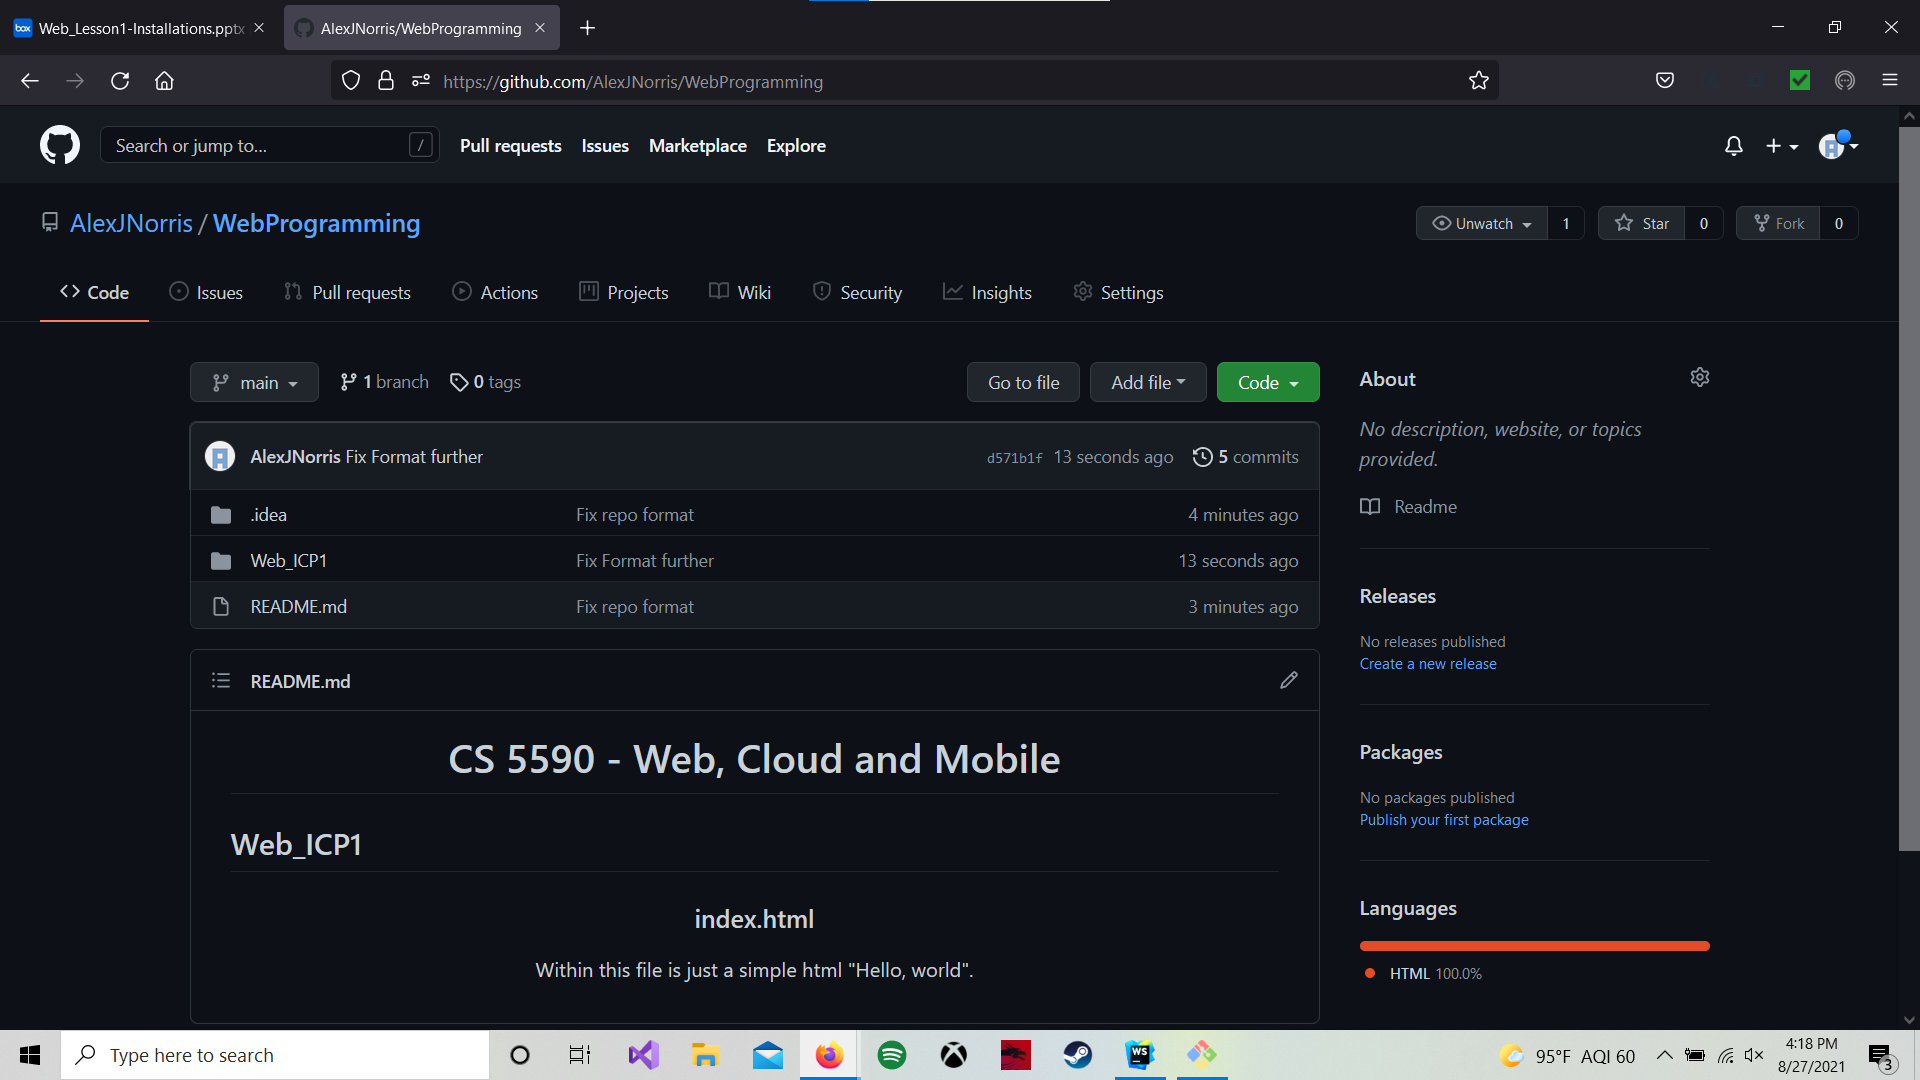 Web_Lesson1-Installations.pptx
AlexJNorris/WebProgramming
https://github.com/AlexJNorris/WebProgramming
Search or jump to... /
Pull requests Issues Marketplace Explore
AlexJNorris / WebProgramming
Unwatch 1 Star 0 Fork 0
Code Issues Pull requests Actions Projects Wiki Security Insights Settings
main 1 branch 0 tags Go to file Add file Code
AlexJNorris Fix Format further d571b1f 13 seconds ago 5 commits
.idea Fix repo format 4 minutes ago
Web_ICP1 Fix Format further 13 seconds ago
README.md Fix repo format 3 minutes ago
README.md
CS 5590 - Web, Cloud and Mobile
Web_ICP1
index.html
Within this file is just a simple html "Hello, world".
About
No description, website, or topics
provided.
Readme
Releases
No releases published
Create a new release
Packages
No packages published
Publish your first package
Languages
HTML 100.0%
Type here to search
box
WS
95°F AQI 60
4:18 PM
8/27/2021
3